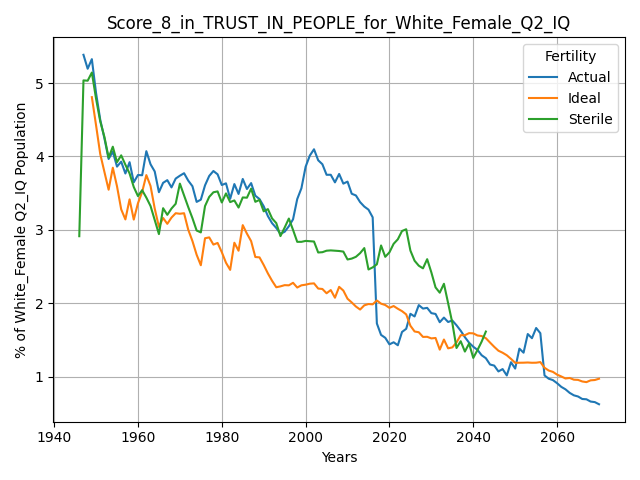 Score_8_in_TRUST_IN_PEOPLE_for_White_Female_Q2_IQ
% of White_Female Q2_IQ Population
5
4
3
2
1
Fertility
Actual
Ideal
Sterile
1940 1960 1980 2000 2020 2040 2060
Years